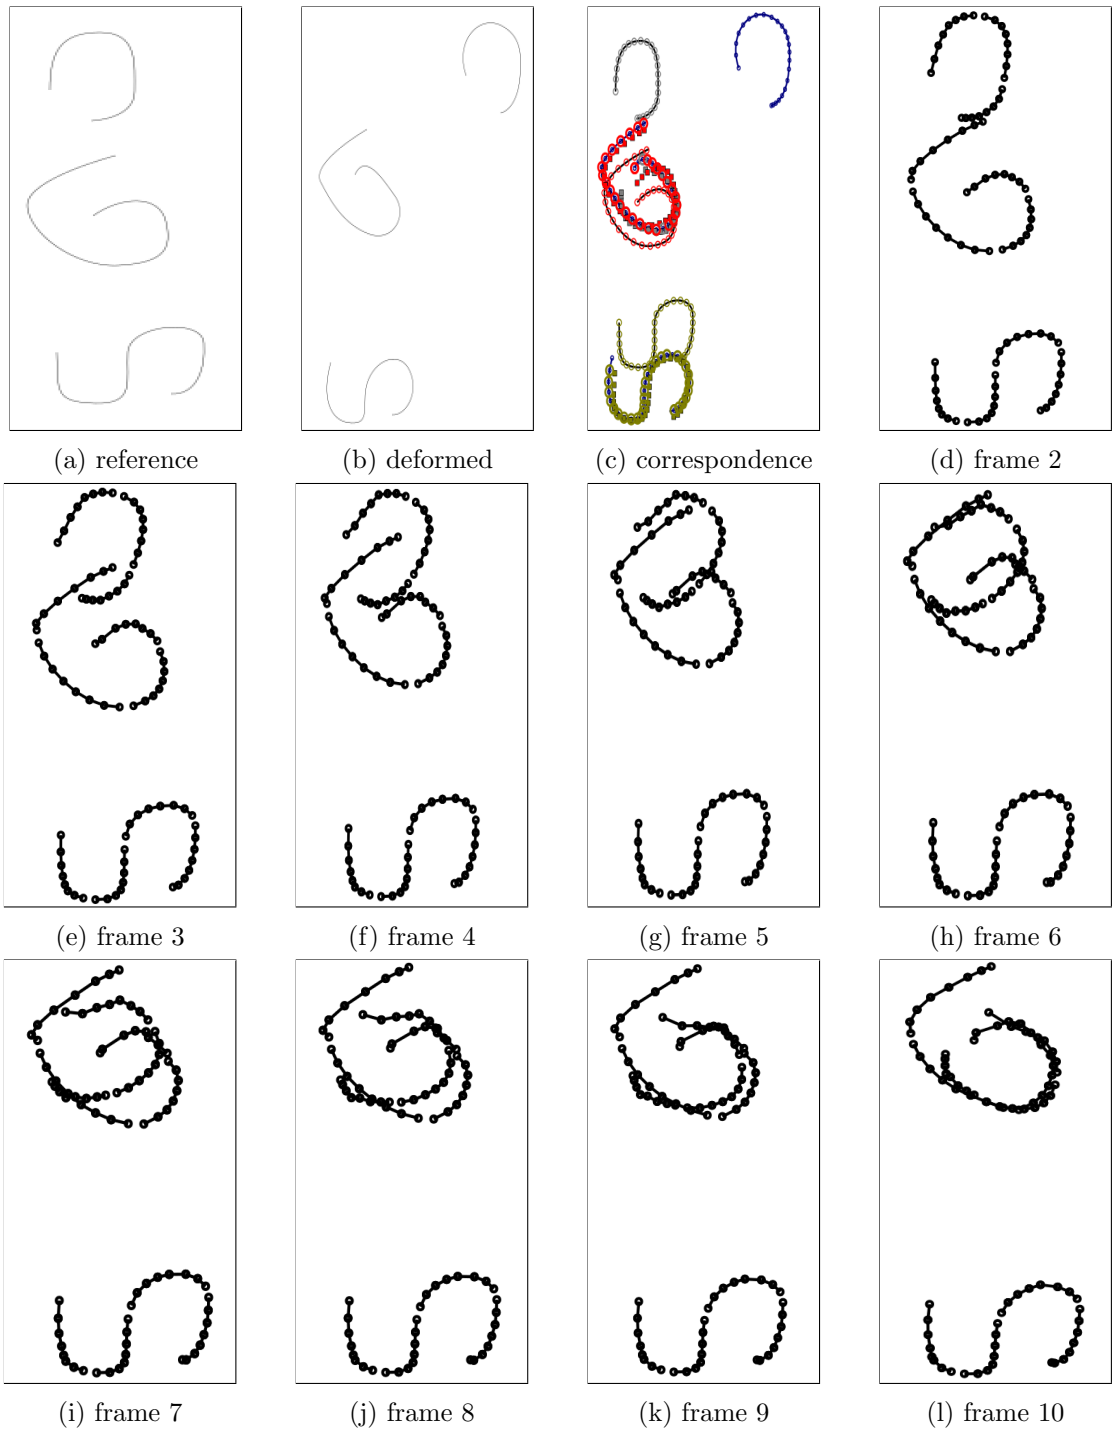 (a) reference (b) deformed (c) correspondence (d) frame 2
(e) frame 3 (f) frame 4 (g) frame 5 (h) frame 6
(i) frame 7 (j) frame 8 (k) frame 9 (l) frame 10